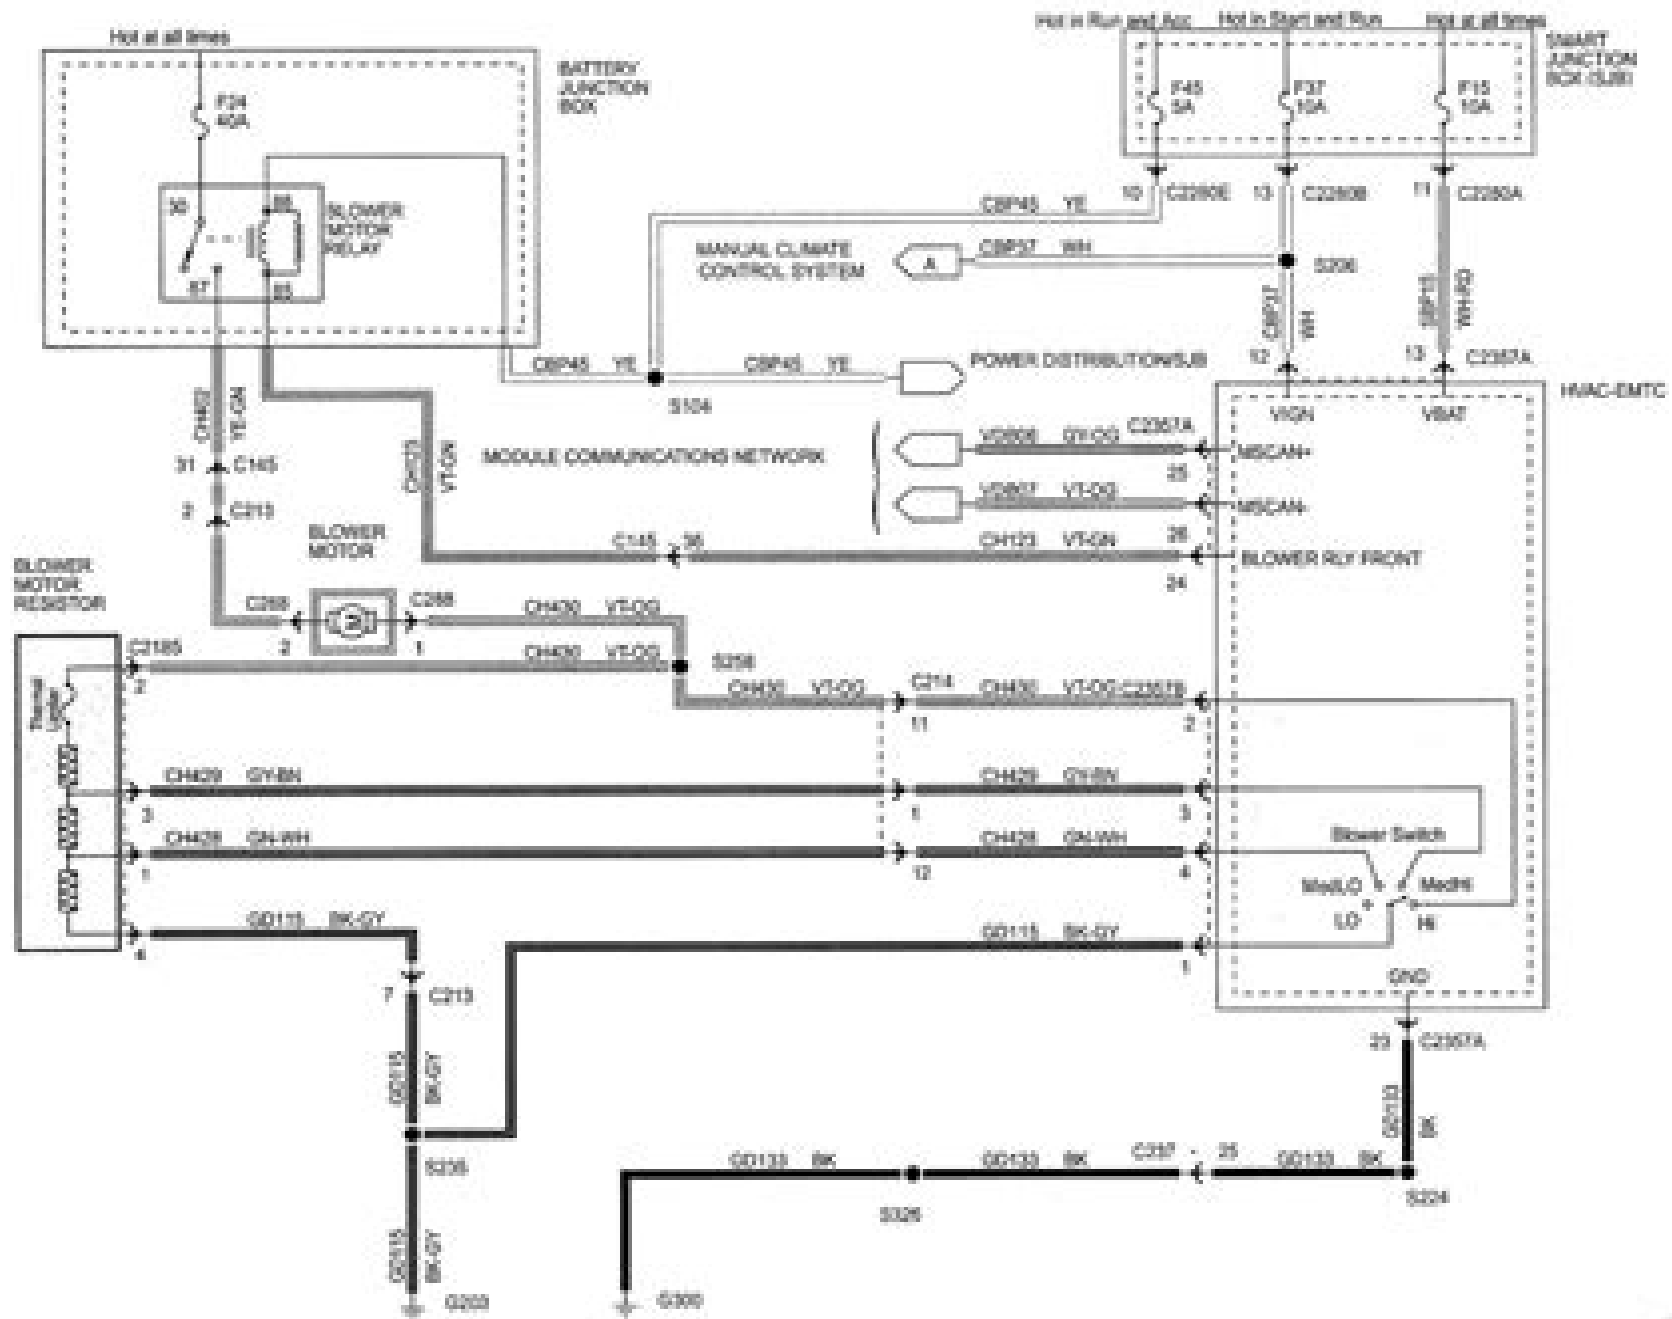 Hot at all times
Hot in Run and Acc
Hot in Start and Run
Hot at all times
BATTERY
JUNCTION
BOX
SMART
JUNCTION
BOX (SJB)
F24
40A
F45
5A
F37
10A
F15
10A
30
86
BLOWER
MOTOR
RELAY
87
85
10 C2280E
13 C2280B
11 C2280A
CBP45 YE
MANUAL CLIMATE
CONTROL SYSTEM
A
CBP37 WH
S206
CBP37
WH
SBP15
WH-RD
12
13 C2357A
CBP45 YE
CBP45 YE
POWER DISTRIBUTION/SJB
S104
HVAC-EMTC
VIGN
VBAT
CH402
YE-GN
CH123
VT-GN
MODULE COMMUNICATIONS NETWORK
GY-OG
C2357A
MSCAN+
25
VT-OG
MSCAN-
26
31 C145
2 C213
BLOWER
MOTOR
C145 36
CH123 VT-GN
BLOWER RLY FRONT
24
BLOWER
MOTOR
RESISTOR
C288
M
C288
2
1
CH430 VT-OG
C2185
2
CH430 VT-OG
S258
Thermal
CH430 VT-OG
C214
11
CH430 VT-OG
C2357B
2
CH429 GY-BN
3
1
CH429 GY-BN
3
CH428 GN-WH
1
12
CH428 GN-WH
4
Blower Switch
Med/LO
MedHi
LO
Hi
GD115 BK-GY
4
GD115 BK-GY
1
GND
7 C213
23 C2357A
GD115
BK-GY
GD133
BK
S235
GD133 BK
S326
GD133 BK
C237 25
GD133 BK
S224
GD115
BK-GY
G203
G300